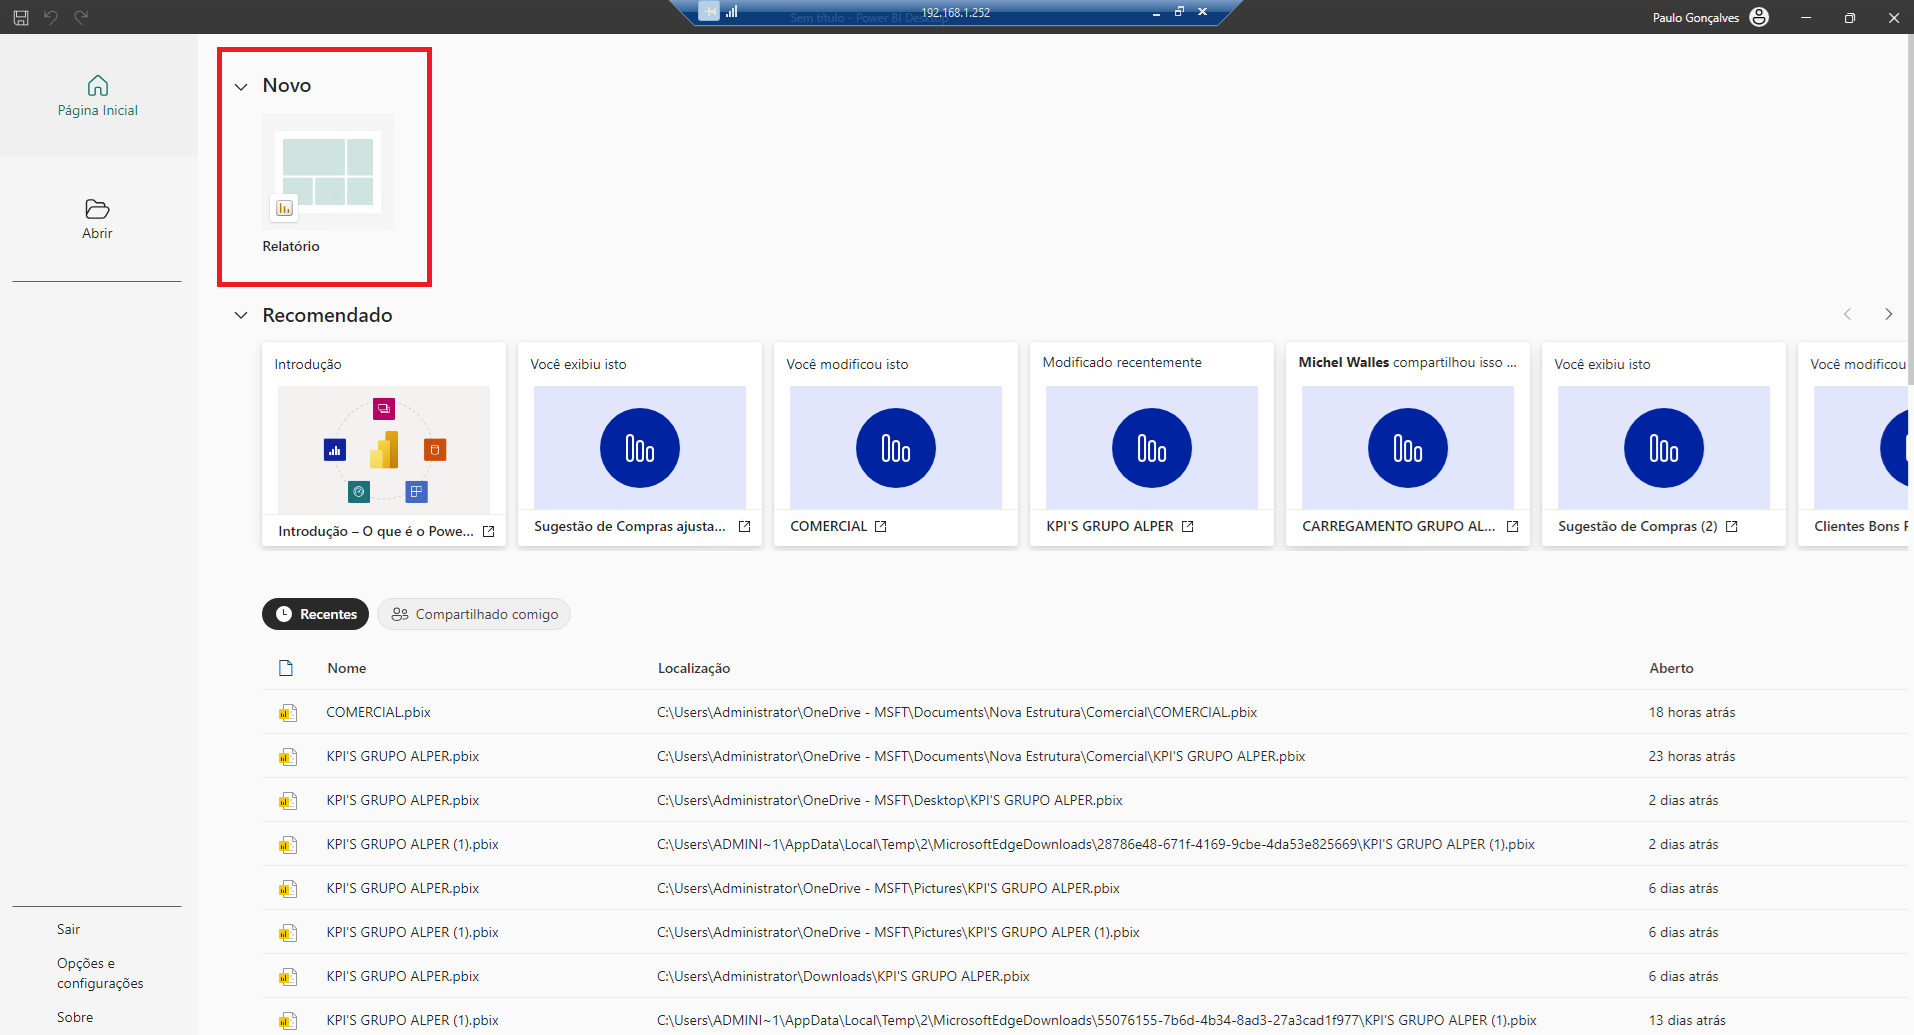 Sem título - Power BI Desktop
192.168.1.252
Paulo Gonçalves
Página Inicial
Abrir
Novo
Relatório
Recomendado
Introdução
Introdução – O que é o Powe...
Você exibiu isto
Sugestão de Compras ajusta...
Você modificou isto
COMERCIAL
Modificado recentemente
KPI'S GRUPO ALPER
Michel Walles compartilhou isso ...
CARREGAMENTO GRUPO AL...
Você exibiu isto
Sugestão de Compras (2)
Você modificou
Clientes Bons
Recentes
Compartilhado comigo
Nome Localização Aberto
COMERCIAL.pbix C:\Users\Administrator\OneDrive - MSFT\Documents\Nova Estrutura\Comercial\COMERCIAL.pbix 18 horas atrás
KPI'S GRUPO ALPER.pbix C:\Users\Administrator\OneDrive - MSFT\Documents\Nova Estrutura\Comercial\KPI'S GRUPO ALPER.pbix 23 horas atrás
KPI'S GRUPO ALPER.pbix C:\Users\Administrator\OneDrive - MSFT\Desktop\KPI'S GRUPO ALPER.pbix 2 dias atrás
KPI'S GRUPO ALPER (1).pbix C:\Users\ADMINI~1\AppData\Local\Temp\2\MicrosoftEdgeDownloads\28786e48-671f-4169-9cbe-4da53e825669\KPI'S GRUPO ALPER (1).pbix 2 dias atrás
KPI'S GRUPO ALPER.pbix C:\Users\Administrator\OneDrive - MSFT\Pictures\KPI'S GRUPO ALPER.pbix 6 dias atrás
KPI'S GRUPO ALPER (1).pbix C:\Users\Administrator\OneDrive - MSFT\Pictures\KPI'S GRUPO ALPER (1).pbix 6 dias atrás
KPI'S GRUPO ALPER.pbix C:\Users\Administrator\Downloads\KPI'S GRUPO ALPER.pbix 6 dias atrás
KPI'S GRUPO ALPER (1).pbix C:\Users\ADMINI~1\AppData\Local\Temp\2\MicrosoftEdgeDownloads\55076155-7b6d-4b34-8ad3-27a3cad1f977\KPI'S GRUPO ALPER (1).pbix 13 dias atrás
Sair
Opções e
configurações
Sobre